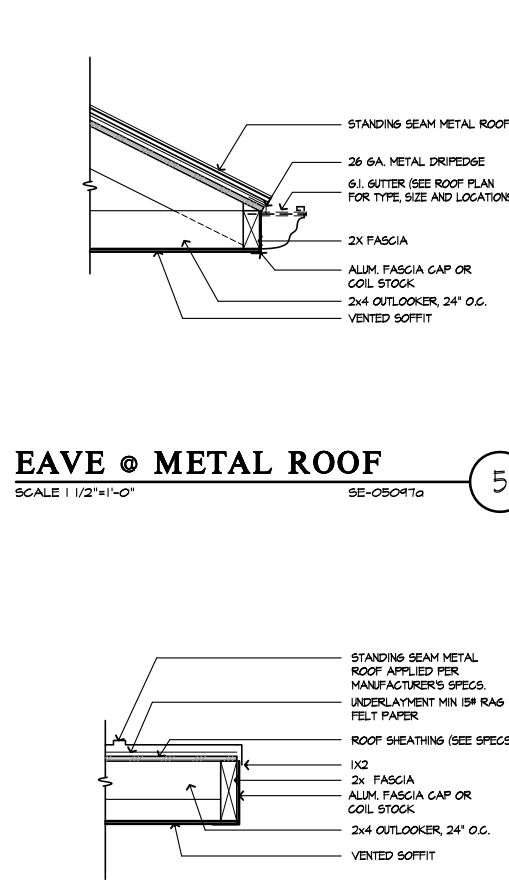 STANDING SEAM METAL ROOF
26 GA. METAL DRIPEDGE
G.I. GUTTER (SEE ROOF PLAN
FOR TYPE, SIZE AND LOCATIONS
2X FASCIA
ALUM. FASCIA CAP OR
COIL STOCK
2x4 OUTLOOKER, 24" O.C.
VENTED SOFFIT
EAVE @ METAL ROOF
5
SCALE 1 1/2"=1'-0"
SE-05097a
STANDING SEAM METAL
ROOF APPLIED PER
MANUFACTURER'S SPECS.
UNDERLAYMENT MIN 15# RAG
FELT PAPER
ROOF SHEATHING (SEE SPECS
1X2
2x FASCIA
ALUM. FASCIA CAP OR
COIL STOCK
2x4 OUTLOOKER, 24" O.C.
VENTED SOFFIT